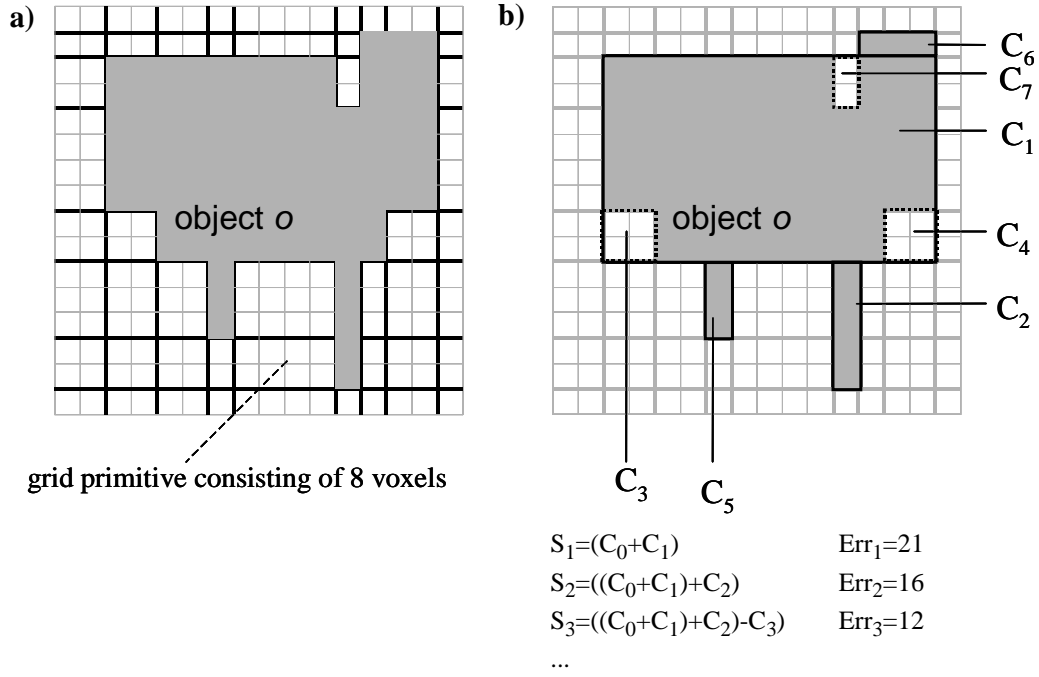 a)
object o
grid primitive consisting of 8 voxels
b)
C₆
C₇
C₁
object o
C₄
C₂
C₃
C₅
S₁=(C₀+C₁) Err₁=21
S₂=((C₀+C₁)+C₂) Err₂=16
S₃=((C₀+C₁)+C₂)-C₃) Err₃=12
...